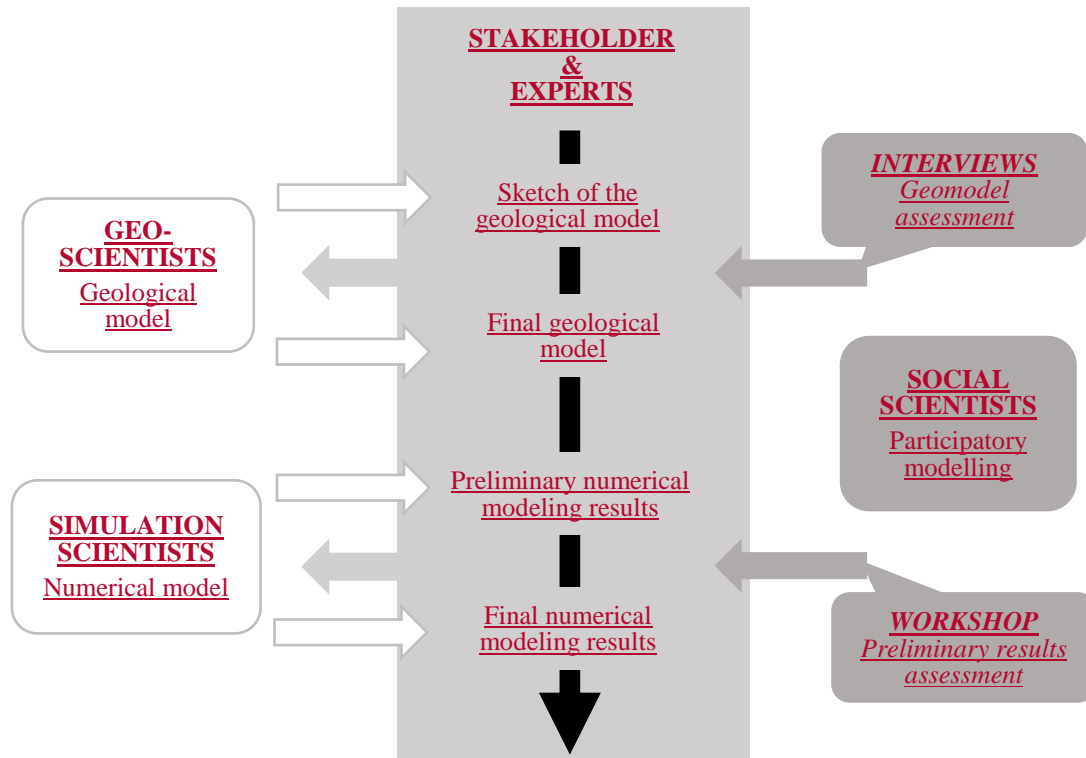 STAKEHOLDER
&
EXPERTS
Sketch of the
geological model
Final geological
model
Preliminary numerical
modeling results
Final numerical
modeling results
GEO-
SCIENTISTS
Geological
model
SIMULATION
SCIENTISTS
Numerical model
INTERVIEWS
Geomodel
assessment
SOCIAL
SCIENTISTS
Participatory
modelling
WORKSHOP
Preliminary results
assessment